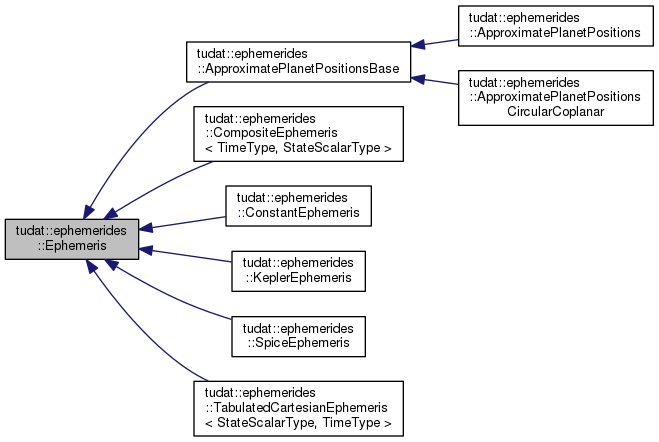 tudat::ephemerides
::Ephemeris
tudat::ephemerides
::ApproximatePlanetPositionsBase
tudat::ephemerides
::ApproximatePlanetPositions
tudat::ephemerides
::ApproximatePlanetPositions
CircularCoplanar
tudat::ephemerides
::CompositeEphemeris
< TimeType, StateScalarType >
tudat::ephemerides
::ConstantEphemeris
tudat::ephemerides
::KeplerEphemeris
tudat::ephemerides
::SpiceEphemeris
tudat::ephemerides
::TabulatedCartesianEphemeris
< StateScalarType, TimeType >